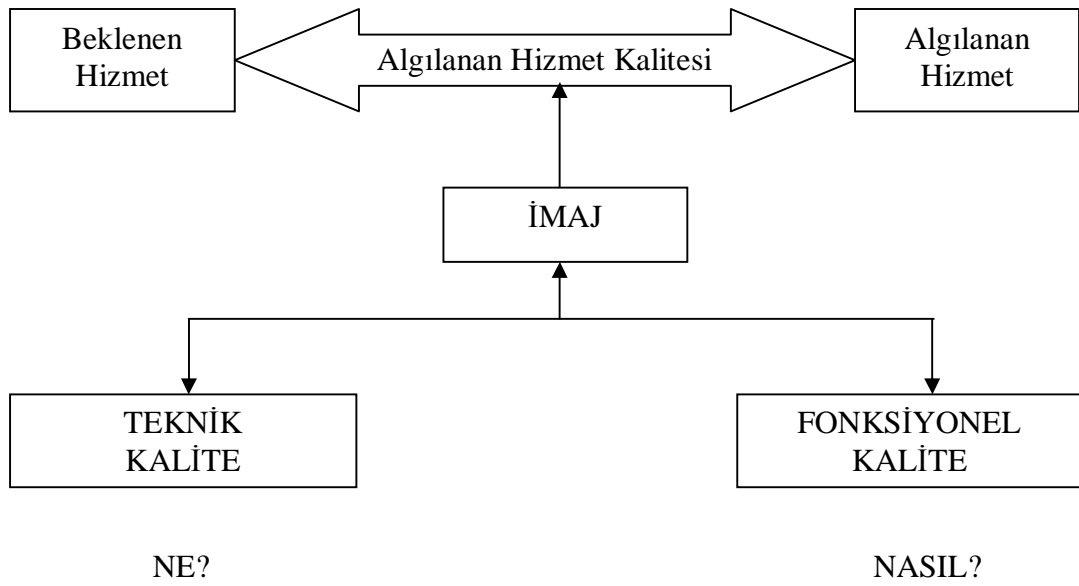 Beklenen
Hizmet
Algılanan Hizmet Kalitesi
Algılanan
Hizmet
İMAJ
TEKNİK
KALİTE
FONKSİYONEL
KALİTE
NE?
NASIL?